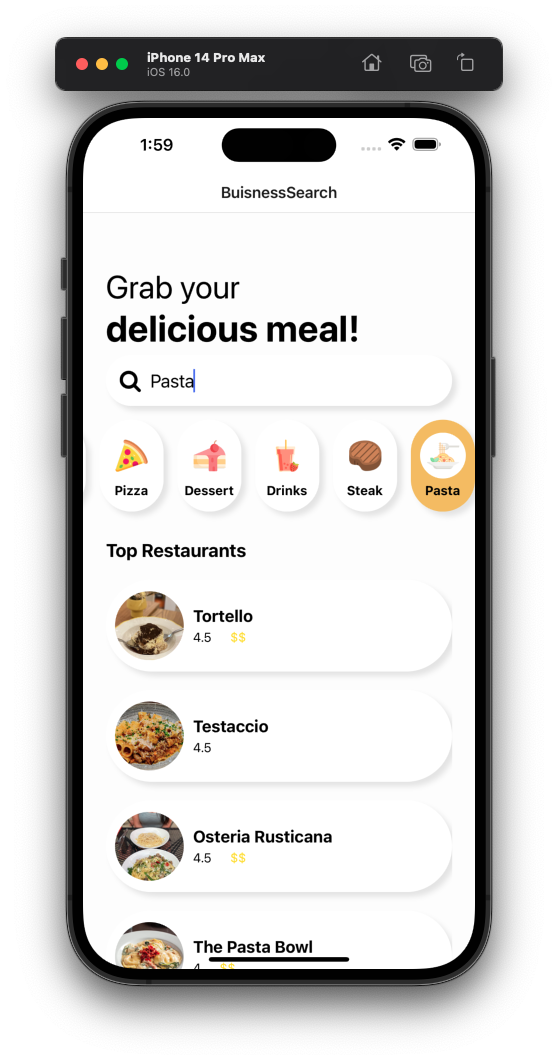 iPhone 14 Pro Max
iOS 16.0
1:59
BuisnessSearch
Grab your
delicious meal!
Pasta
Pizza
Dessert
Drinks
Steak
Pasta
Top Restaurants
Tortello
4.5 $$
Testaccio
4.5
Osteria Rusticana
4.5 $$
The Pasta Bowl
4 $$